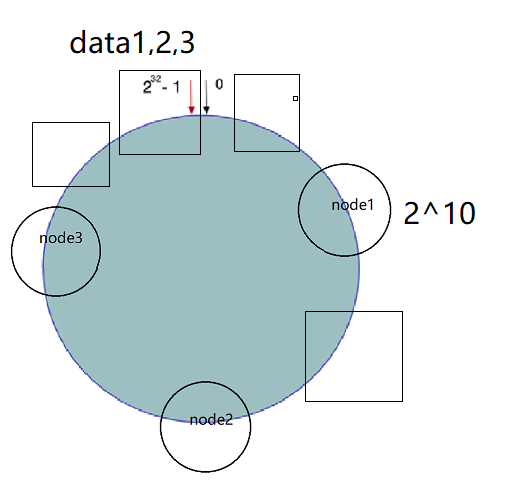 data1,2,3
2^32 - 1 0
node1 2^10
node3
node2